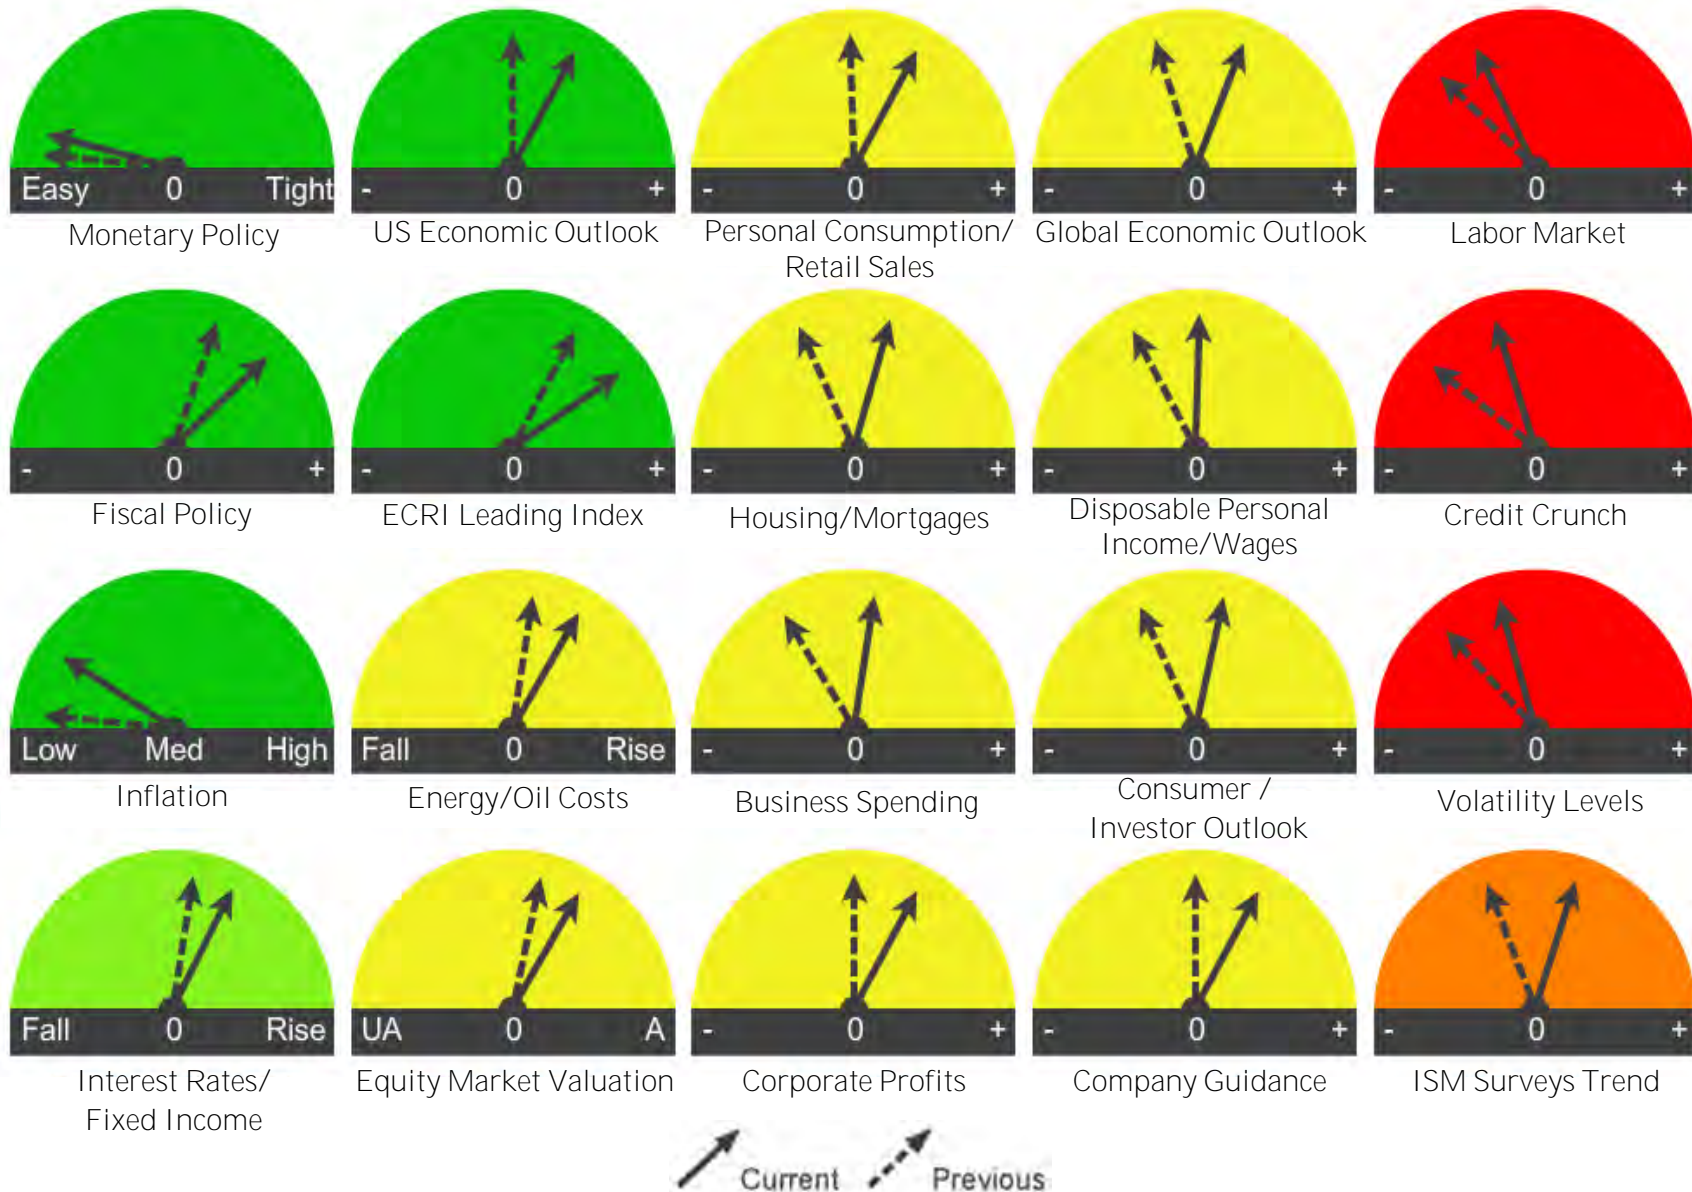 Easy 0 Tight
- 0 +
- 0 +
- 0 +
- 0 +
Monetary Policy
US Economic Outlook
Personal Consumption/
Retail Sales
Global Economic Outlook
Labor Market
- 0 +
- 0 +
- 0 +
- 0 +
- 0 +
Fiscal Policy
ECRI Leading Index
Housing/Mortgages
Disposable Personal
Income/Wages
Credit Crunch
Low Med High
Fall 0 Rise
- 0 +
- 0 +
- 0 +
Inflation
Energy/Oil Costs
Business Spending
Consumer /
Investor Outlook
Volatility Levels
Fall 0 Rise
UA 0 A
- 0 +
- 0 +
- 0 +
Interest Rates/
Fixed Income
Equity Market Valuation
Corporate Profits
Company Guidance
ISM Surveys Trend
Current Previous